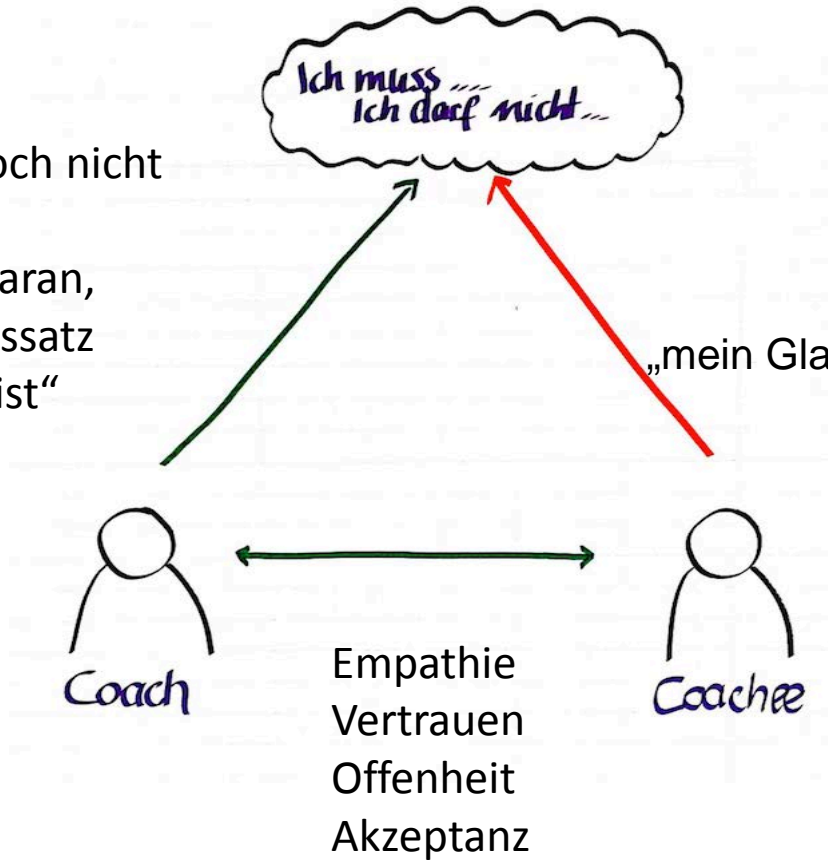 Ich muss....
Ich darf nicht...
och nicht
aran,
ssatz
ist“
„mein Gla
Coach
Coachee
Empathie
Vertrauen
Offenheit
Akzeptanz